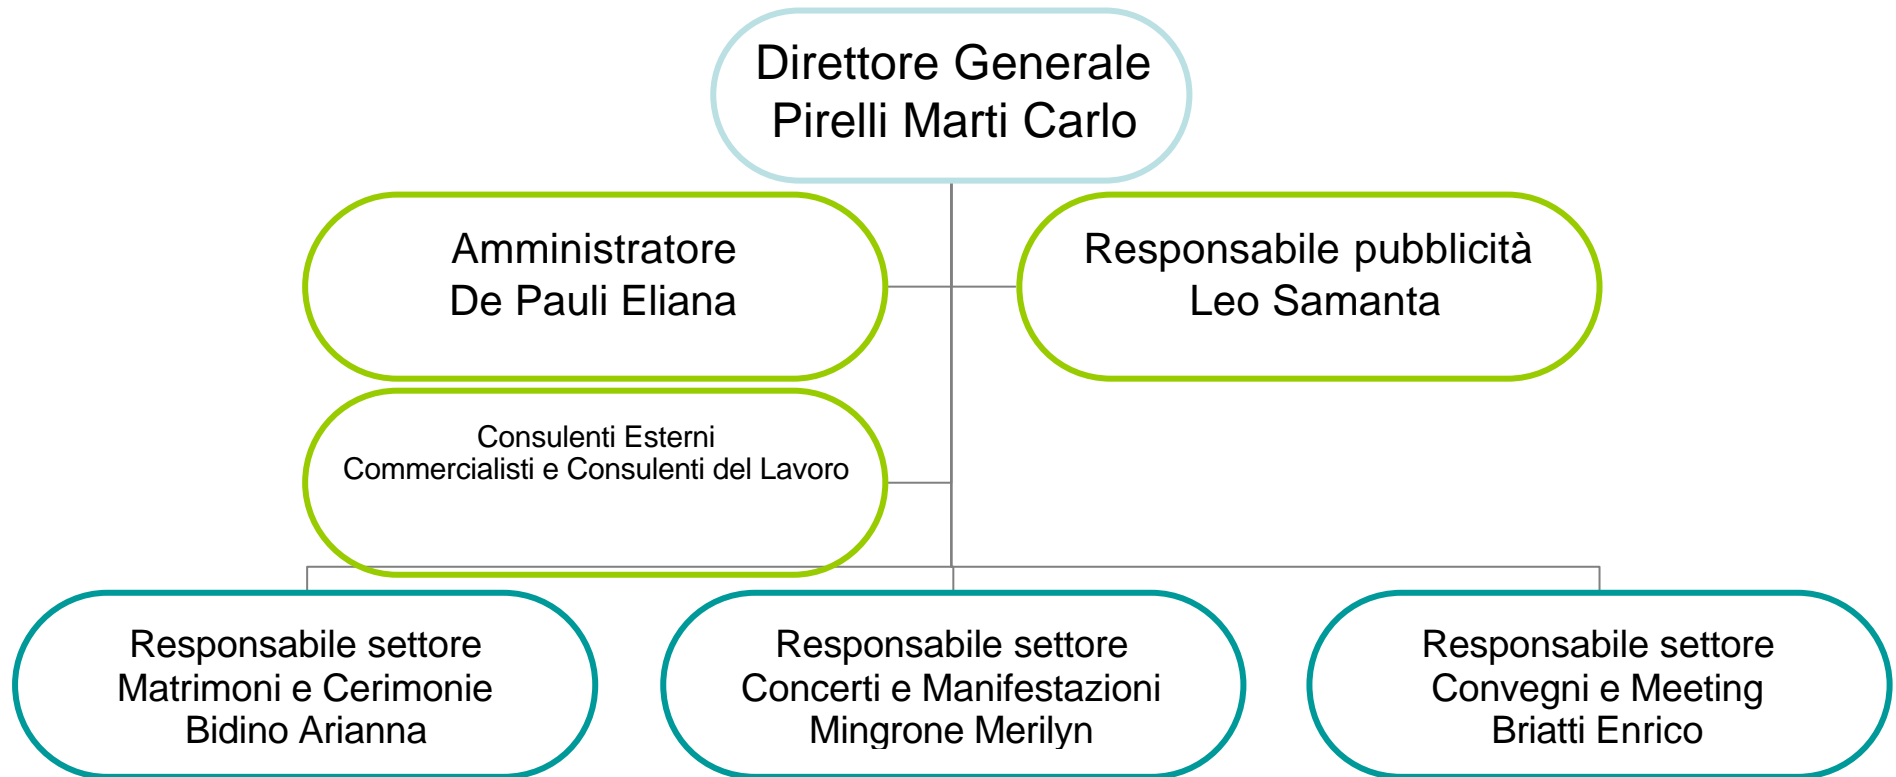 Direttore Generale
Pirelli Marti Carlo
Amministratore
De Pauli Eliana
Responsabile pubblicità
Leo Samanta
Consulenti Esterni
Commercialisti e Consulenti del Lavoro
Responsabile settore
Matrimoni e Cerimonie
Bidino Arianna
Responsabile settore
Concerti e Manifestazioni
Mingrone Merilyn
Responsabile settore
Convegni e Meeting
Briatti Enrico